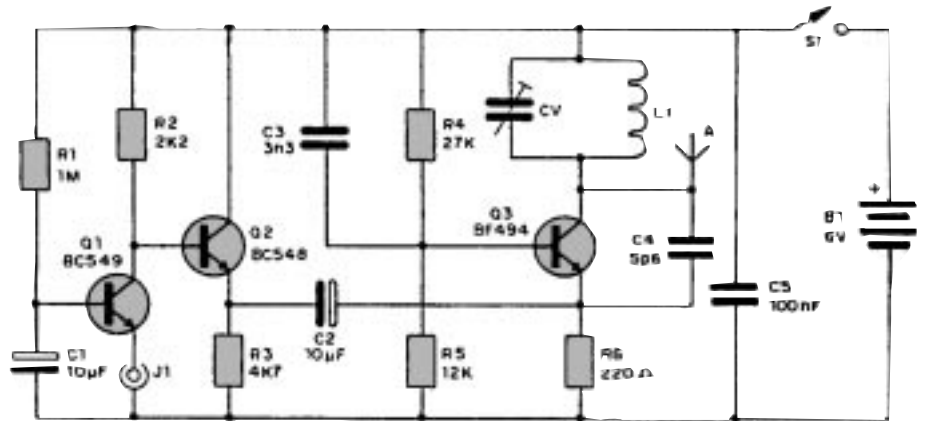 S1
R2
2K2
C3
3n3
R4
27K
CV
L1
A
R1
1M
Q1
BC549
Q2
BC548
Q3
BF494
C4
5p6
B1
6V
+
C5
100nF
C1
10µF
J1
R3
4K7
C2
10µF
R5
12K
R6
220Ω